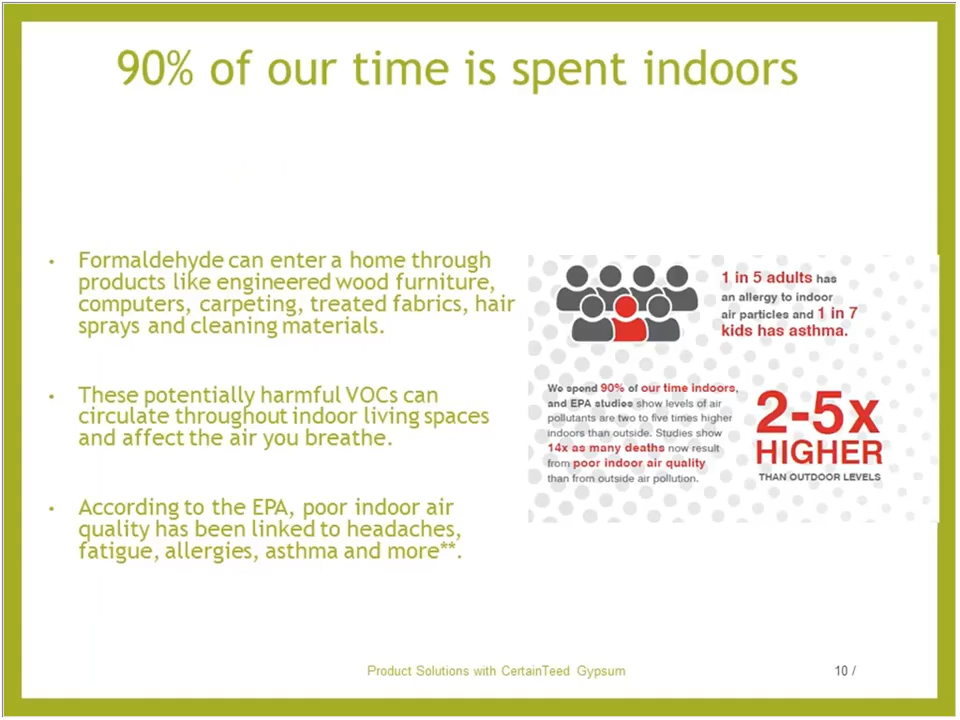 90% of our time is spent indoors
• Formaldehyde can enter a home through
products like engineered wood furniture,
computers, carpeting, treated fabrics, hair
sprays and cleaning materials.
• These potentially harmful VOCs can
circulate throughout indoor living spaces
and affect the air you breathe.
• According to the EPA, poor indoor air
quality has been linked to headaches,
fatigue, allergies, asthma and more**.
1 in 5 adults has
an allergy to indoor
air particles and 1 in 7
kids has asthma.
We spend 90% of our time indoors,
and EPA studies show levels of air
pollutants are two to five times higher
indoors than outside. Studies show
14x as many deaths now result
from poor indoor air quality
than from outside air pollution.
2-5x
HIGHER
THAN OUTDOOR LEVELS
Product Solutions with CertainTeed Gypsum
10 /